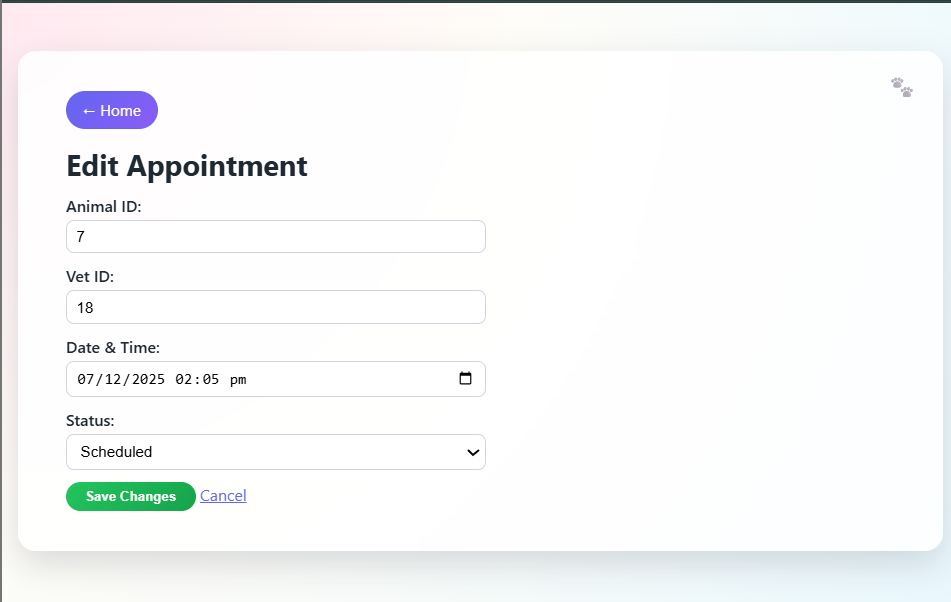 ← Home
Edit Appointment
Animal ID:
7
Vet ID:
18
Date & Time:
07/12/2025 02:05 pm
Status:
Scheduled
Save Changes Cancel